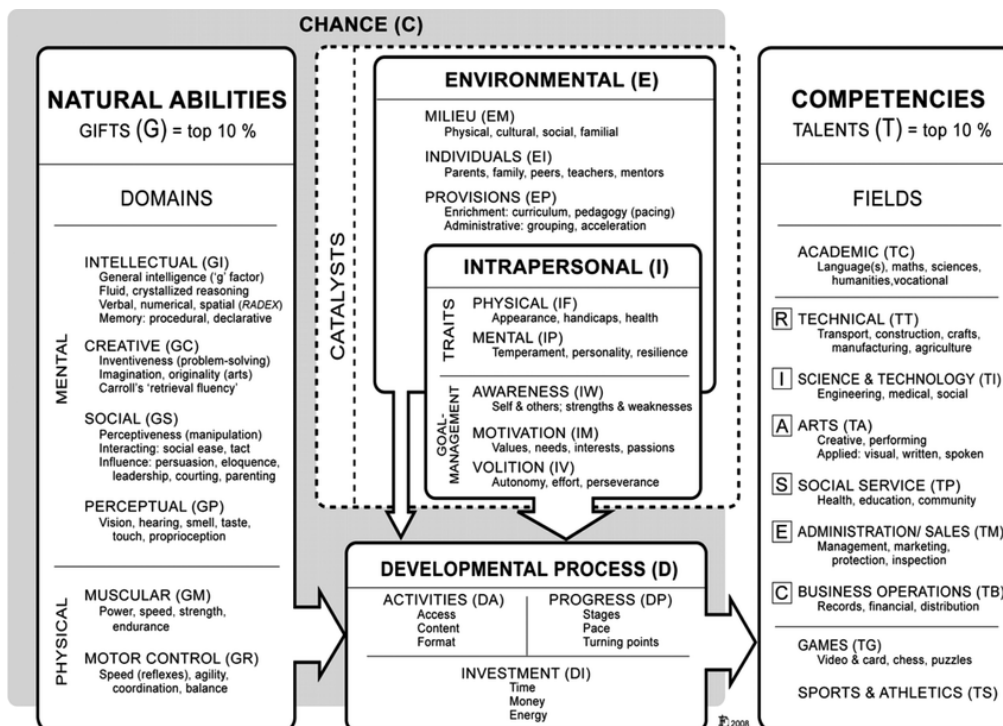 CHANCE (C)
NATURAL ABILITIES
GIFTS (G) = top 10 %
DOMAINS
MENTAL
INTELLECTUAL (GI)
General intelligence ('g' factor)
Fluid, crystallized reasoning
Verbal, numerical, spatial (RADEX)
Memory: procedural, declarative
CREATIVE (GC)
Inventiveness (problem-solving)
Imagination, originality (arts)
Carroll's 'retrieval fluency'
SOCIAL (GS)
Perceptiveness (manipulation)
Interacting: social ease, tact
Influence: persuasion, eloquence,
leadership, courting, parenting
PERCEPTUAL (GP)
Vision, hearing, smell, taste,
touch, proprioception
PHYSICAL
MUSCULAR (GM)
Power, speed, strength,
endurance
MOTOR CONTROL (GR)
Speed (reflexes), agility,
coordination, balance
CATALYSTS
ENVIRONMENTAL (E)
MILIEU (EM)
Physical, cultural, social, familial
INDIVIDUALS (EI)
Parents, family, peers, teachers, mentors
PROVISIONS (EP)
Enrichment: curriculum, pedagogy (pacing)
Administrative: grouping, acceleration
INTRAPERSONAL (I)
TRAITS
PHYSICAL (IF)
Appearance, handicaps, health
MENTAL (IP)
Temperament, personality, resilience
GOAL-
MANAGEMENT
AWARENESS (IW)
Self & others; strengths & weaknesses
MOTIVATION (IM)
Values, needs, interests, passions
VOLITION (IV)
Autonomy, effort, perseverance
DEVELOPMENTAL PROCESS (D)
ACTIVITIES (DA)
Access
Content
Format
PROGRESS (DP)
Stages
Pace
Turning points
INVESTMENT (DI)
Time
Money
Energy
COMPETENCIES
TALENTS (T) = top 10 %
FIELDS
ACADEMIC (TC)
Language(s), maths, sciences,
humanities,vocational
R TECHNICAL (TT)
Transport, construction, crafts,
manufacturing, agriculture
I SCIENCE & TECHNOLOGY (TI)
Engineering, medical, social
A ARTS (TA)
Creative, performing
Applied: visual, written, spoken
S SOCIAL SERVICE (TP)
Health, education, community
E ADMINISTRATION/ SALES (TM)
Management, marketing,
protection, inspection
C BUSINESS OPERATIONS (TB)
Records, financial, distribution
GAMES (TG)
Video & card, chess, puzzles
SPORTS & ATHLETICS (TS)
2008